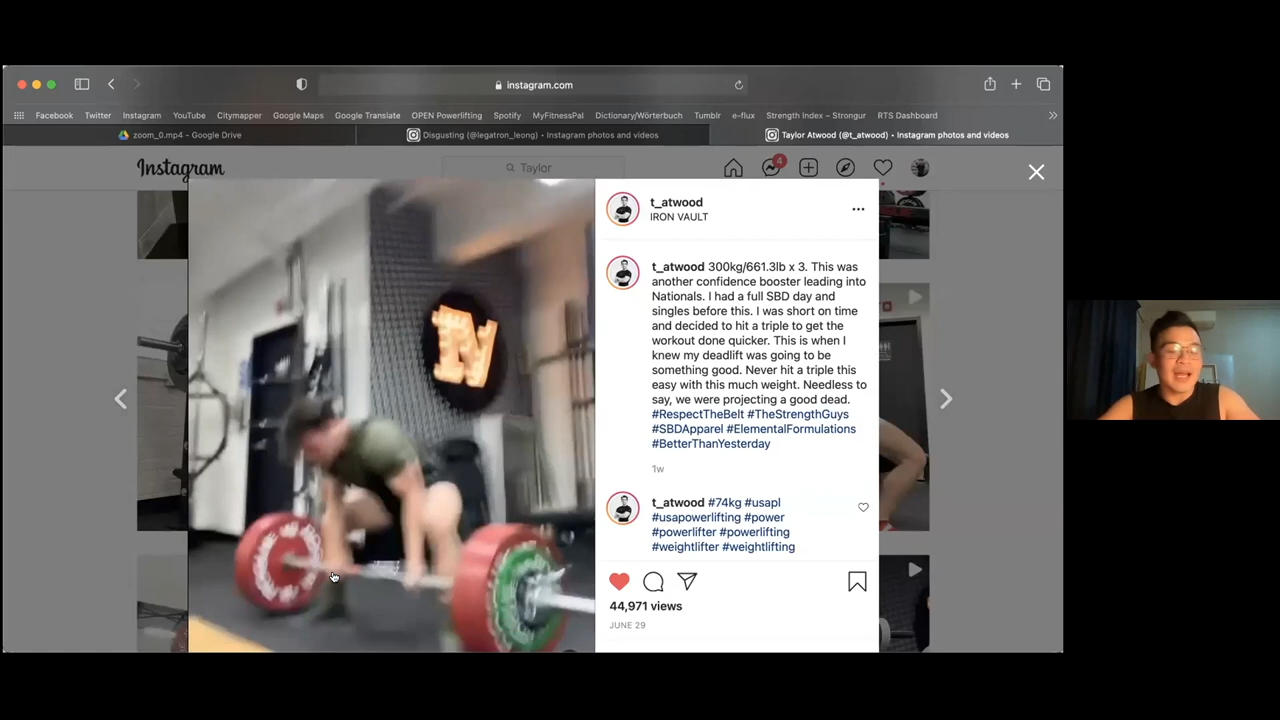 instagram.com
Facebook Twitter Instagram YouTube Citymapper Google Maps Google Translate OPEN Powerlifting Spotify MyFitnessPal Dictionary/Wörterbuch Tumblr e-flux Strength Index – Strongur RTS Dashboard
zoom_0.mp4 - Google Drive
Disgusting (@legatron_leong) • Instagram photos and videos
Taylor Atwood (@t_atwood) • Instagram photos and videos
Instagram
Taylor
4
t_atwood
IRON VAULT
t_atwood 300kg/661.3lb x 3. This was
another confidence booster leading into
Nationals. I had a full SBD day and
singles before this. I was short on time
and decided to hit a triple to get the
workout done quicker. This is when I
knew my deadlift was going to be
something good. Never hit a triple this
easy with this much weight. Needless to
say, we were projecting a good dead.
#RespectTheBelt #TheStrengthGuys
#SBDApparel #ElementalFormulations
#BetterThanYesterday
1w
t_atwood #74kg #usapl
#usapowerlifting #power
#powerlifter #powerlifting
#weightlifter #weightlifting
44,971 views
JUNE 29
N